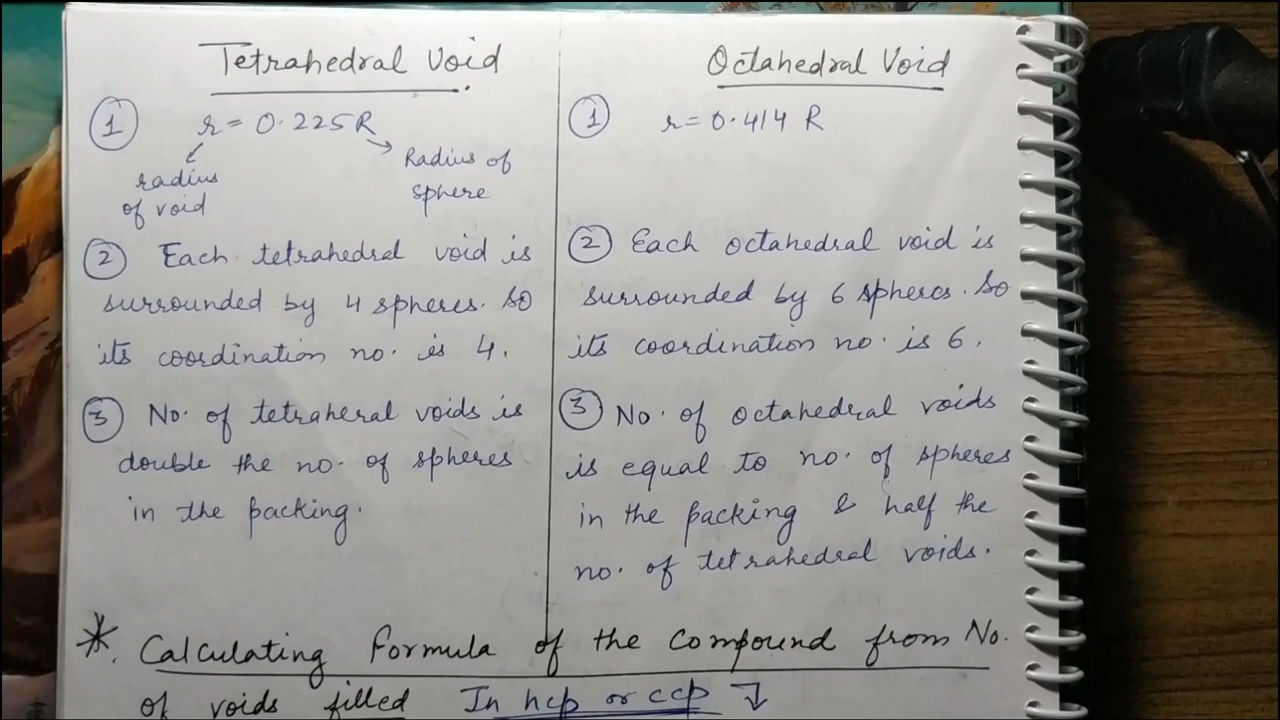 Tetrahedral Void
① r = 0.225R
radius
of void
Radius of
sphere
② Each tetrahedral void is
surrounded by 4 spheres. So
its coordination no. is 4.
③ No. of tetraheral voids is
double the no. of spheres
in the packing.
Octahedral Void
① r = 0.414 R
② Each octahedral void is
surrounded by 6 spheres. So
its coordination no. is 6.
③ No. of octahedral voids
is equal to no. of spheres
in the packing & half the
no. of tetrahedral voids.
*. Calculating formula of the compound from No.
of voids filled In hcp or ccp ↓